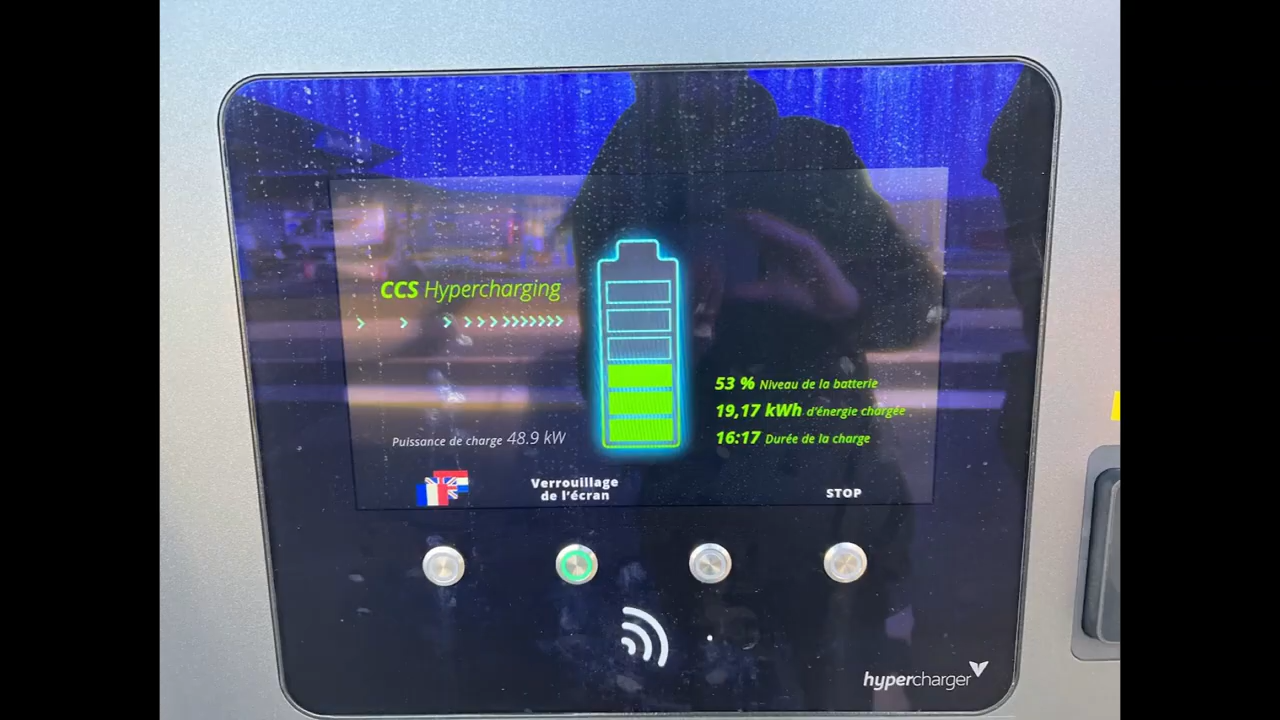 CCS Hypercharging
53 % Niveau de la batterie
19,17 kWh d'énergie chargée
16:17 Durée de la charge
Puissance de charge 48.9 kW
Verrouillage
de l'écran
STOP
hypercharger